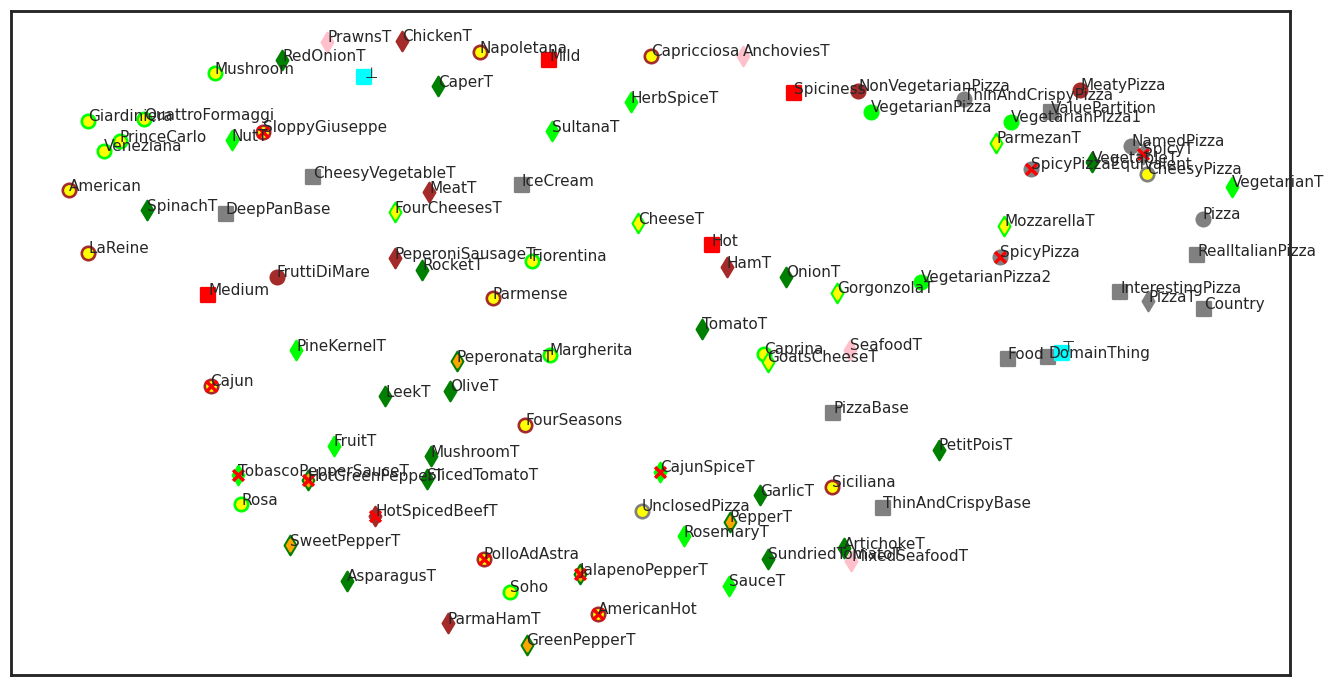 PrawnsT
ChickenT
Napoletana
Mild
Capricciosa
AnchoviesT
RedOnionT
Mushroom
⊥
CaperT
HerbSpiceT
Spiciness
NonVegetarianPizza
ThinAndCrispyPizza
MeatyPizza
VegetarianPizza
ValuePartition
VegetarianPizza1
Giardiniera
QuattroFormaggi
SloppyGiuseppe
PrinceCarlo
NutT
Veneziana
SultanaT
ParmezanT
NamedPizza
SpicyT
VegetableT
SpicyPizzaEquivalent
CheesyPizza
VegetarianT
American
CheesyVegetableT
MeatT
IceCream
SpinachT
DeepPanBase
FourCheesesT
CheeseT
MozzarellaT
Pizza
LaReine
Hot
SpicyPizza
RealItalianPizza
PeperoniSausageT
RocketT
Fiorentina
HamT
OnionT
FruttiDiMare
VegetarianPizza2
Medium
Parmense
GorgonzolaT
InterestingPizza
PizzaT
Country
TomatoT
PineKernelT
PeperonataT
Margherita
Caprina
GoatsCheeseT
SeafoodT
Food
DomainThing
⊤
Cajun
LeekT
OliveT
PizzaBase
FourSeasons
FruitT
MushroomT
PetitPoisT
TobascoPepperSauceT
HotGreenPepperT
SlicedTomatoT
CajunSpiceT
Siciliana
GarlicT
Rosa
HotSpicedBeefT
UnclosedPizza
PepperT
ThinAndCrispyBase
RosemaryT
SweetPepperT
PolloAdAstra
SundriedTomatoT
ArtichokeT
MixedSeafoodT
AsparagusT
JalapenoPepperT
Soho
SauceT
AmericanHot
ParmaHamT
GreenPepperT